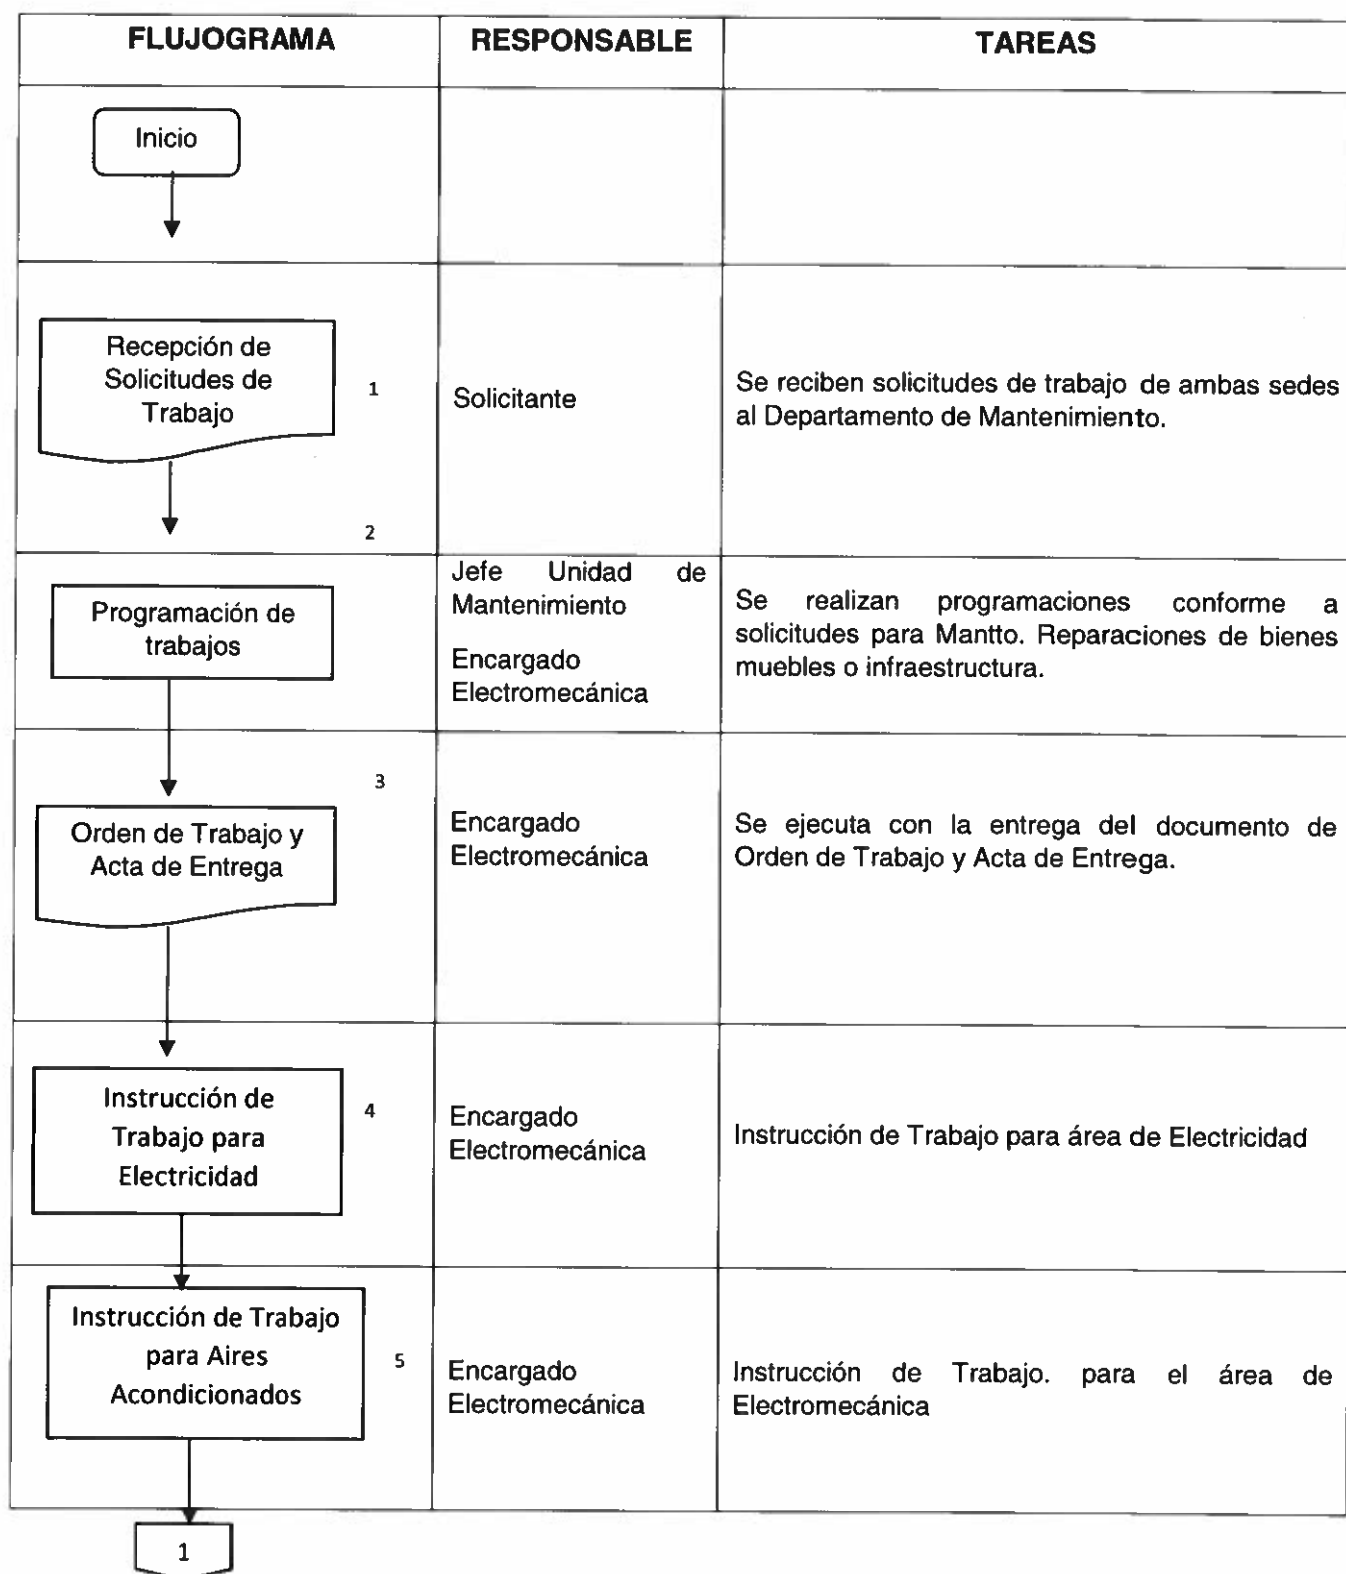 FLUJOGRAMA RESPONSABLE TAREAS
Inicio
Recepción de
Solicitudes de
Trabajo
1
Solicitante
Se reciben solicitudes de trabajo de ambas sedes
al Departamento de Mantenimiento.
2
Programación de
trabajos
Jefe Unidad de
Mantenimiento
Encargado
Electromecánica
Se realizan programaciones conforme a
solicitudes para Mantto. Reparaciones de bienes
muebles o infraestructura.
3
Orden de Trabajo y
Acta de Entrega
Encargado
Electromecánica
Se ejecuta con la entrega del documento de
Orden de Trabajo y Acta de Entrega.
Instrucción de
Trabajo para
Electricidad
4
Encargado
Electromecánica
Instrucción de Trabajo para área de Electricidad
Instrucción de Trabajo
para Aires
Acondicionados
5
Encargado
Electromecánica
Instrucción de Trabajo. para el área de
Electromecánica
1